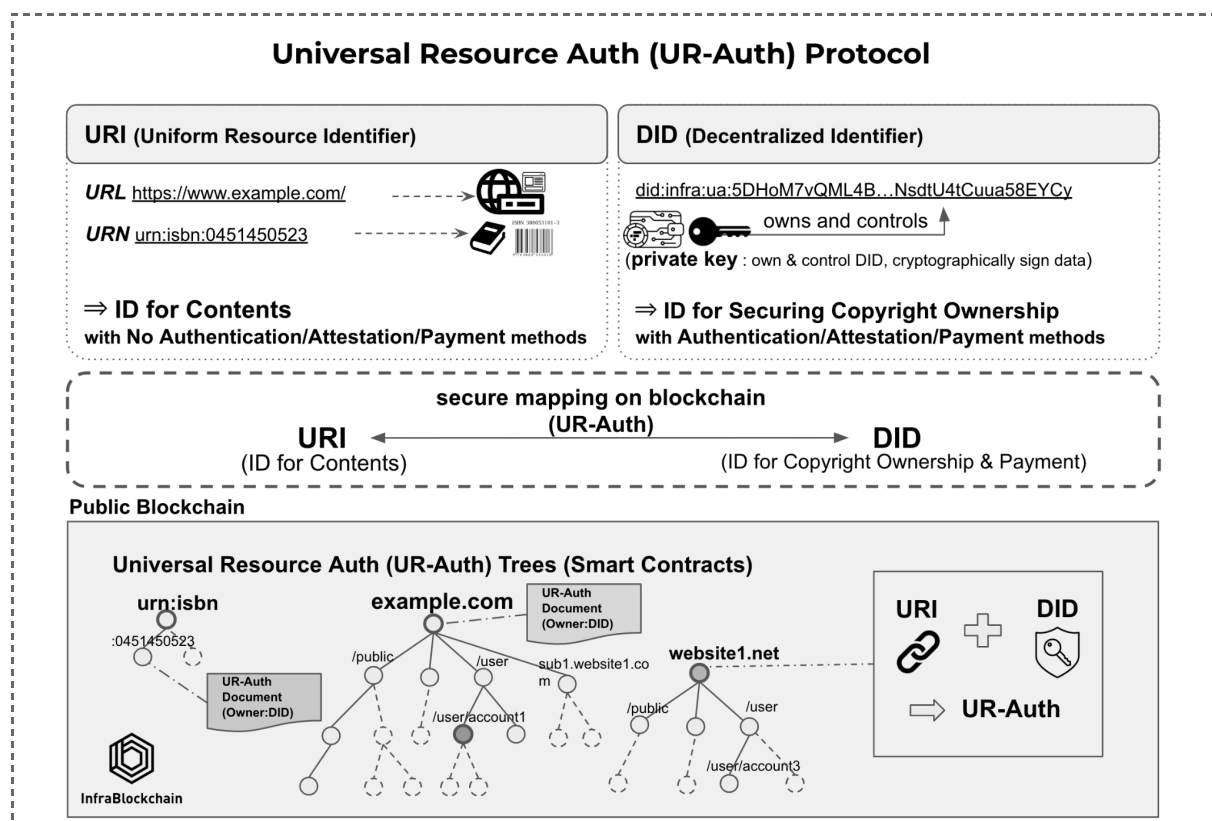 Universal Resource Auth (UR-Auth) Protocol
URI (Uniform Resource Identifier)
URL https://www.example.com/
URN urn:isbn:0451450523
ISBN 388053101-3
⇒ ID for Contents
with No Authentication/Attestation/Payment methods
DID (Decentralized Identifier)
did:infra:ua:5DHoM7vQML4B...NsdtU4tCuua58EYCy
owns and controls
(private key : own & control DID, cryptographically sign data)
⇒ ID for Securing Copyright Ownership
with Authentication/Attestation/Payment methods
secure mapping on blockchain
(UR-Auth)
URI
(ID for Contents)
DID
(ID for Copyright Ownership & Payment)
Public Blockchain
Universal Resource Auth (UR-Auth) Trees (Smart Contracts)
urn:isbn
:0451450523
UR-Auth
Document
(Owner:DID)
example.com
UR-Auth
Document
(Owner:DID)
/public
/user
sub1.website1.co
m
/user/account1
website1.net
/public
/user
/user/account3
URI
DID
UR-Auth
InfraBlockchain